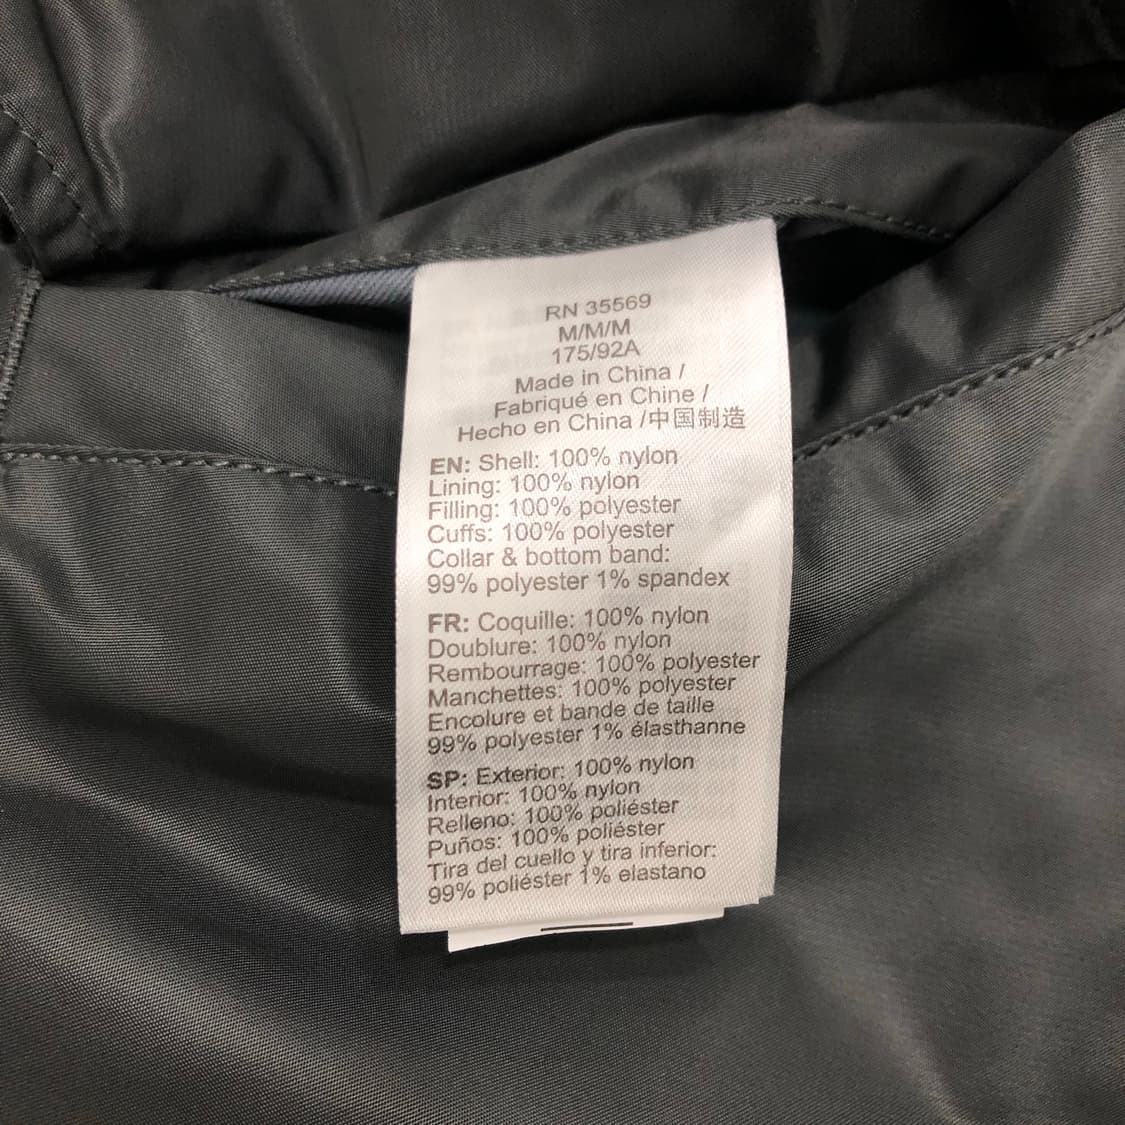 RN 35569
M/M/M
175/92A
Made in China /
Fabriqué en Chine /
Hecho en China /中国制造
EN: Shell: 100% nylon
Lining: 100% nylon
Filling: 100% polyester
Cuffs: 100% polyester
Collar & bottom band:
99% polyester 1% spandex
FR: Coquille: 100% nylon
Doublure: 100% nylon
Rembourrage: 100% polyester
Manchettes: 100% polyester
Encolure et bande de taille
99% polyester 1% élasthanne
SP: Exterior: 100% nylon
Interior: 100% nylon
Relleno: 100% poliéster
Puños: 100% poliéster
Tira del cuello y tira inferior:
99% poliéster 1% elastano